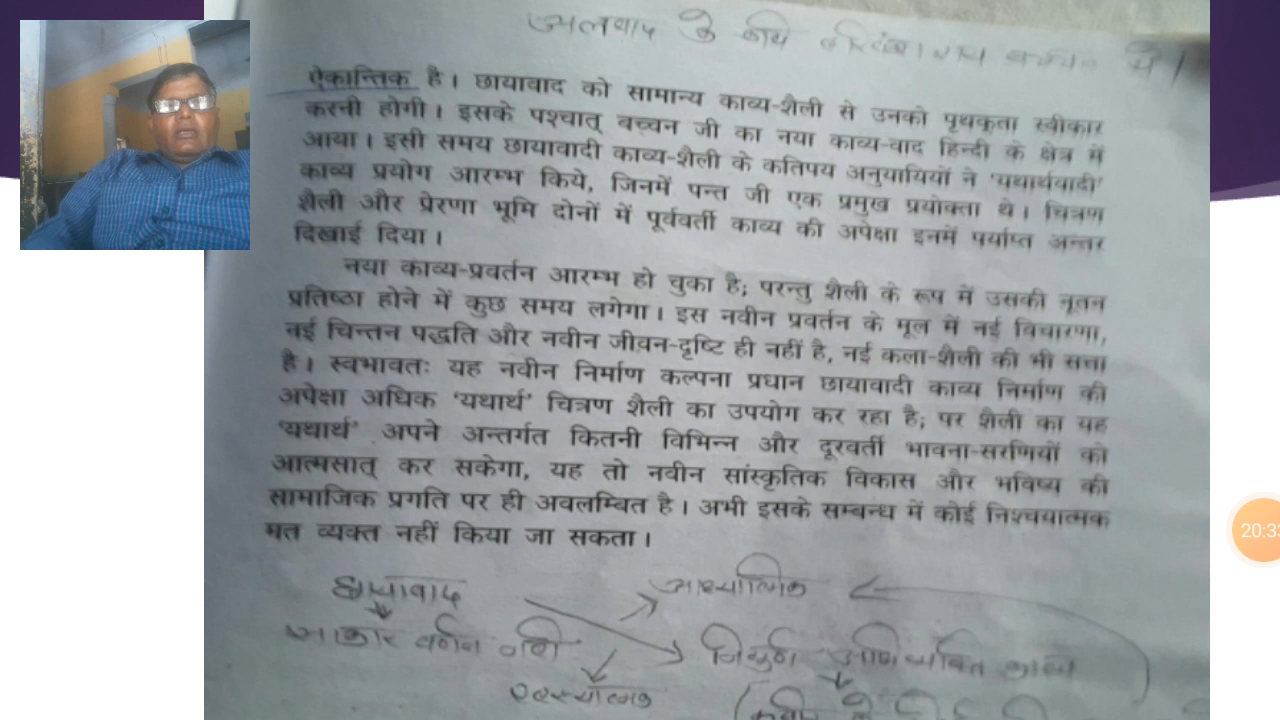 के कवि
ऐकान्तिक है। छायावाद को सामान्य काव्य-शैली से उनको पृथकता स्वीकार
करनी होगी। इसके पश्चात् बच्चन जी का नया काव्य-वाद हिन्दी के क्षेत्र में
आया। इसी समय छायावादी काव्य-शैली के कतिपय अनुयायियों ने 'यथार्थवादी'
काव्य प्रयोग आरम्भ किये, जिनमें पन्त जी एक प्रमुख प्रयोक्ता थे। चित्रण
शैली और प्रेरणा भूमि दोनों में पूर्ववर्ती काव्य की अपेक्षा इनमें पर्याप्त अन्तर
दिखाई दिया।
नया काव्य-प्रवर्तन आरम्भ हो चुका है; परन्तु शैली के रूप में उसकी नूतन
प्रतिष्ठा होने में कुछ समय लगेगा। इस नवीन प्रवर्तन के मूल में नई विचारणा,
नई चिन्तन पद्धति और नवीन जीवन-दृष्टि ही नहीं है, नई कला-शैली की भी सत्ता
है। स्वभावतः यह नवीन निर्माण कल्पना प्रधान छायावादी काव्य निर्माण की
अपेक्षा अधिक 'यथार्थ' चित्रण शैली का उपयोग कर रहा है; पर शैली का यह
'यथार्थ' अपने अन्तर्गत कितनी विभिन्न और दूरवर्ती भावना-सरणियों को
आत्मसात् कर सकेगा, यह तो नवीन सांस्कृतिक विकास और भविष्य की
सामाजिक प्रगति पर ही अवलम्बित है। अभी इसके सम्बन्ध में कोई निश्चयात्मक
मत व्यक्त नहीं किया जा सकता।
छायावाद आध्यात्मिक
वर्णन निर्गुण
20:33